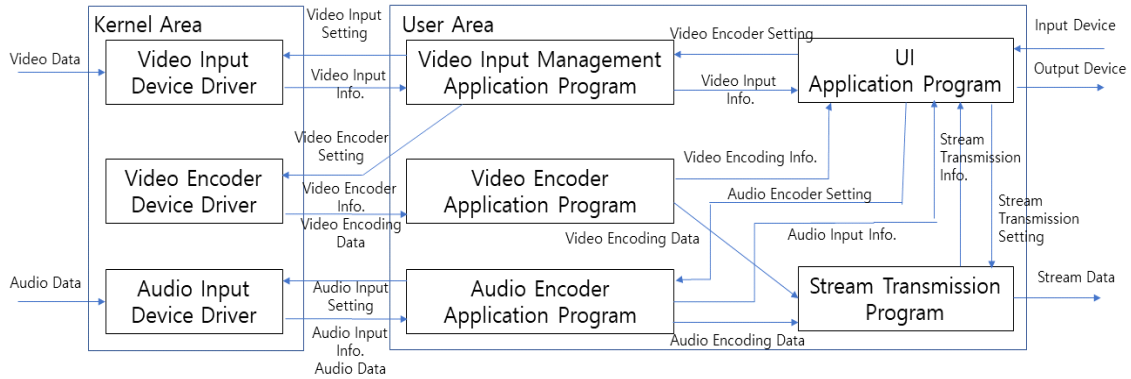 Kernel Area
User Area
Video Input
Setting
Video Encoder Setting
Input Device
Video Data
Video Input
Device Driver
Video Input Management
Application Program
UI
Application Program
Output Device
Video Input
Info.
Video Input
Info.
Video Encoder
Setting
Video Encoding Info.
Stream
Transmission
Info.
Video Encoder
Device Driver
Video Encoder
Info.
Video Encoding
Data
Video Encoder
Application Program
Audio Encoder Setting
Stream
Transmission
Setting
Video Encoding Data
Audio Input Info.
Audio Data
Audio Input
Device Driver
Audio Input
Setting
Audio Encoder
Application Program
Stream Transmission
Program
Stream Data
Audio Input
Info.
Audio Data
Audio Encoding Data